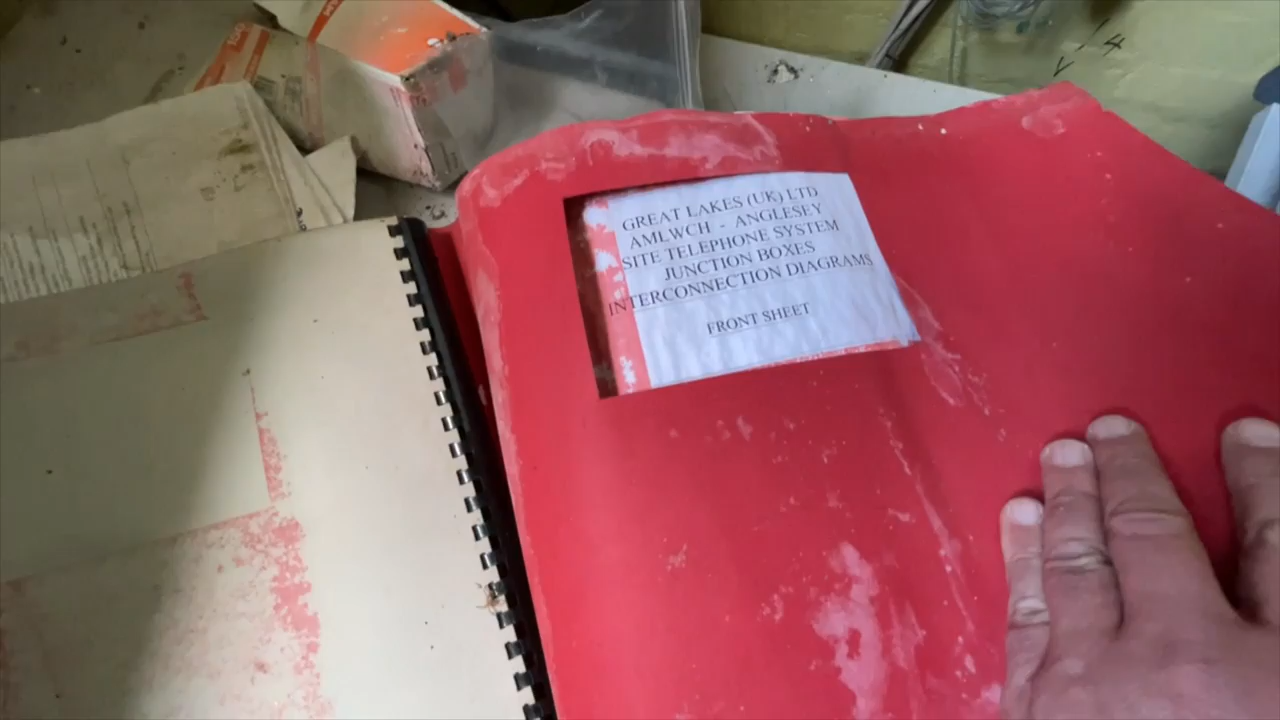 GREAT LAKES (UK) LTD
AMLWCH - ANGLESEY
SITE TELEPHONE SYSTEM
JUNCTION BOXES
INTERCONNECTION DIAGRAMS
FRONT SHEET